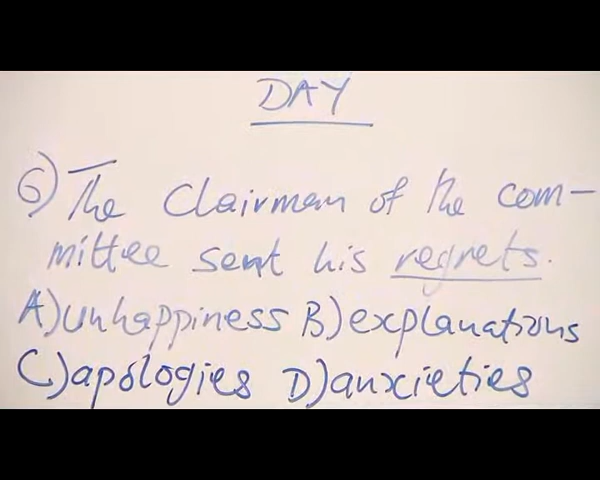 DAY
6) The Clairman of the com-
mittee sent his regrets.
A) unhappiness B) explanations
C) apologies D) anxieties